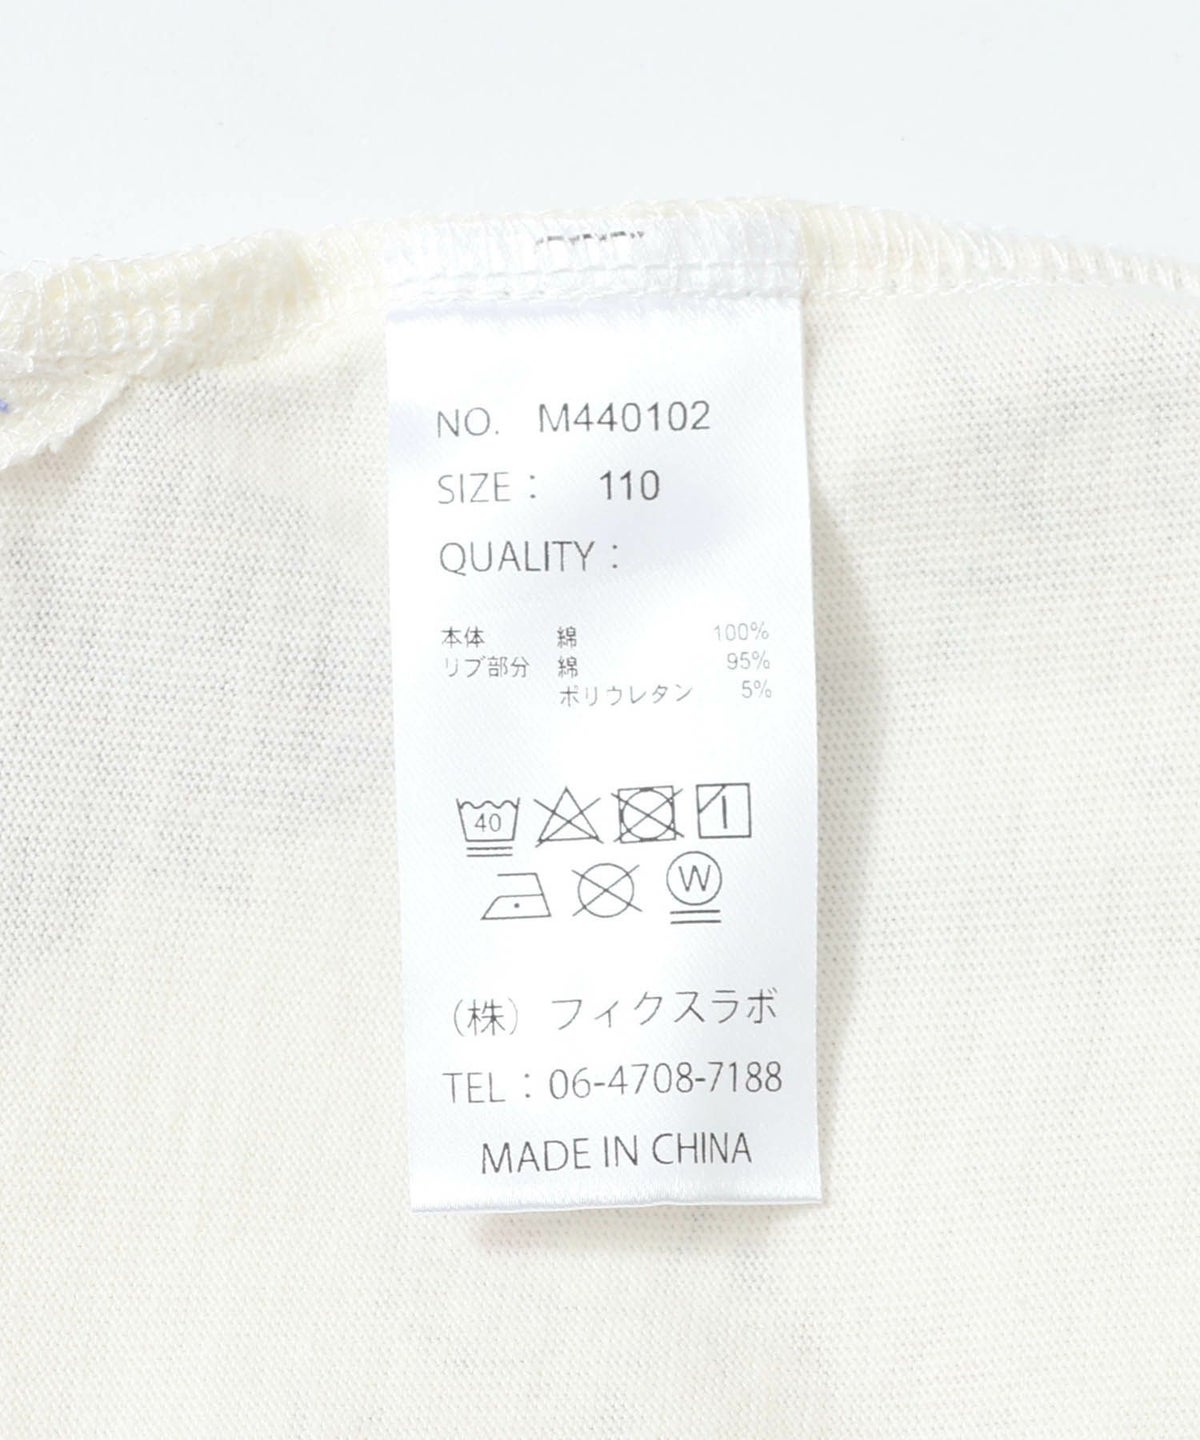 NO. M440102
SIZE： 110
QUALITY：
本体 綿 100%
リブ部分 綿 95%
ポリウレタン 5%
40
W
（株）フィクスラボ
TEL：06-4708-7188
MADE IN CHINA